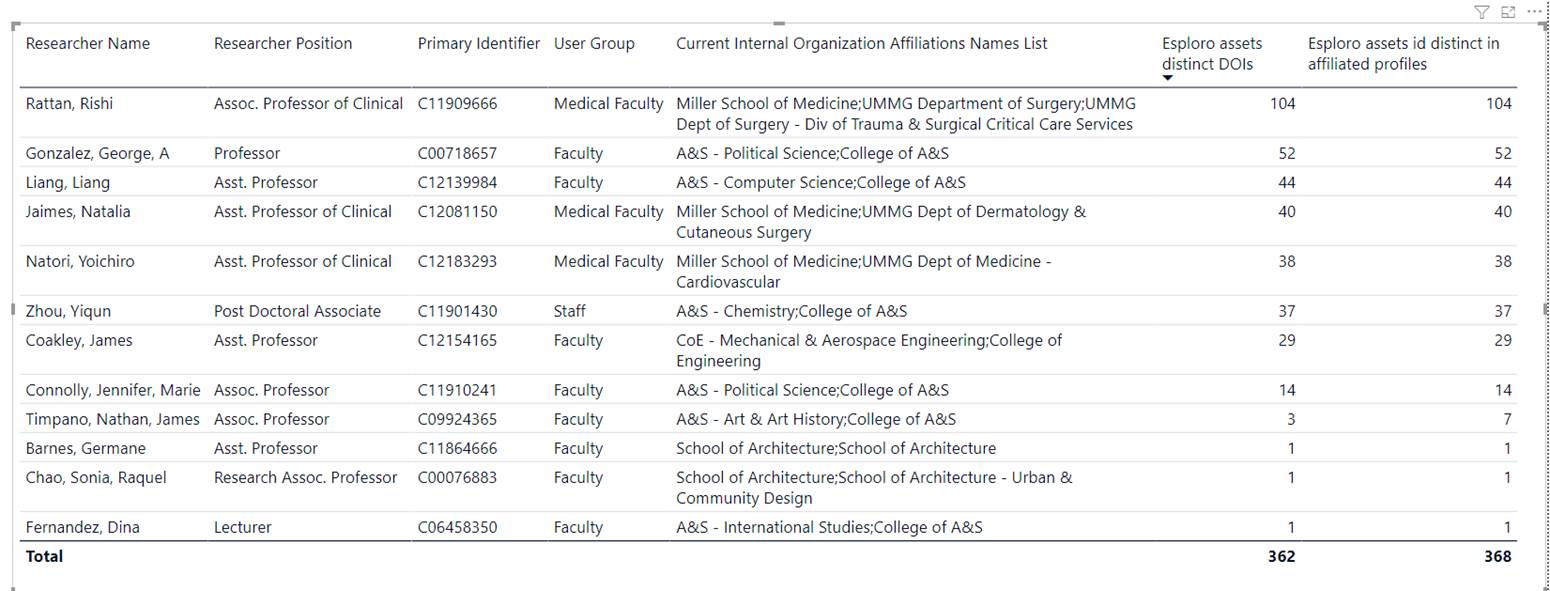 Researcher Name Researcher Position Primary Identifier User Group Current Internal Organization Affiliations Names List Esploro assets Esploro assets id distinct in
distinct DOIs affiliated profiles
Rattan, Rishi Assoc. Professor of Clinical C11909666 Medical Faculty Miller School of Medicine;UMMG Department of Surgery;UMMG 104 104
Dept of Surgery - Div of Trauma & Surgical Critical Care Services
Gonzalez, George, A Professor C00718657 Faculty A&S - Political Science;College of A&S 52 52
Liang, Liang Asst. Professor C12139984 Faculty A&S - Computer Science;College of A&S 44 44
Jaimes, Natalia Asst. Professor of Clinical C12081150 Medical Faculty Miller School of Medicine;UMMG Dept of Dermatology & 40 40
Cutaneous Surgery
Natori, Yoichiro Asst. Professor of Clinical C12183293 Medical Faculty Miller School of Medicine;UMMG Dept of Medicine - 38 38
Cardiovascular
Zhou, Yiqun Post Doctoral Associate C11901430 Staff A&S - Chemistry;College of A&S 37 37
Coakley, James Asst. Professor C12154165 Faculty CoE - Mechanical & Aerospace Engineering;College of 29 29
Engineering
Connolly, Jennifer, Marie Assoc. Professor C11910241 Faculty A&S - Political Science;College of A&S 14 14
Timpano, Nathan, James Assoc. Professor C09924365 Faculty A&S - Art & Art History;College of A&S 3 7
Barnes, Germane Asst. Professor C11864666 Faculty School of Architecture;School of Architecture 1 1
Chao, Sonia, Raquel Research Assoc. Professor C00076883 Faculty School of Architecture;School of Architecture - Urban & 1 1
Community Design
Fernandez, Dina Lecturer C06458350 Faculty A&S - International Studies;College of A&S 1 1
Total 362 368